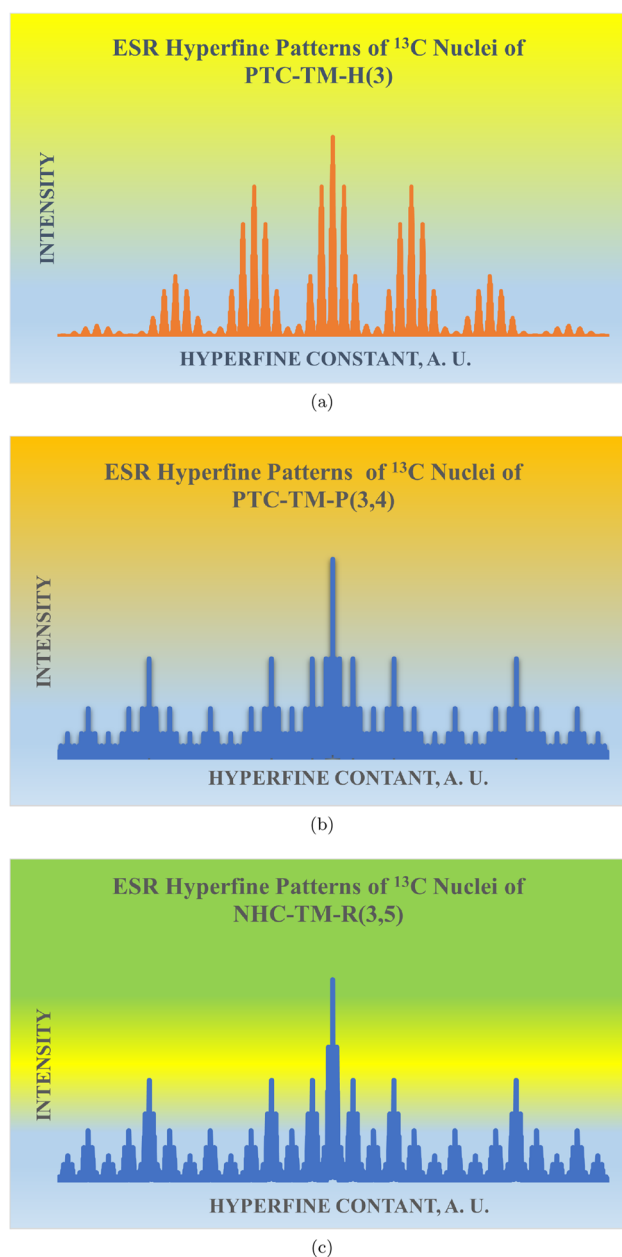 ESR Hyperfine Patterns of ¹³C Nuclei of
PTC-TM-H(3)
INTENSITY
HYPERFINE CONSTANT, A. U.
(a)
ESR Hyperfine Patterns of ¹³C Nuclei of
PTC-TM-P(3,4)
INTENSITY
HYPERFINE CONTANT, A. U.
(b)
ESR Hyperfine Patterns of ¹³C Nuclei of
NHC-TM-R(3,5)
INTENSITY
HYPERFINE CONTANT, A. U.
(c)